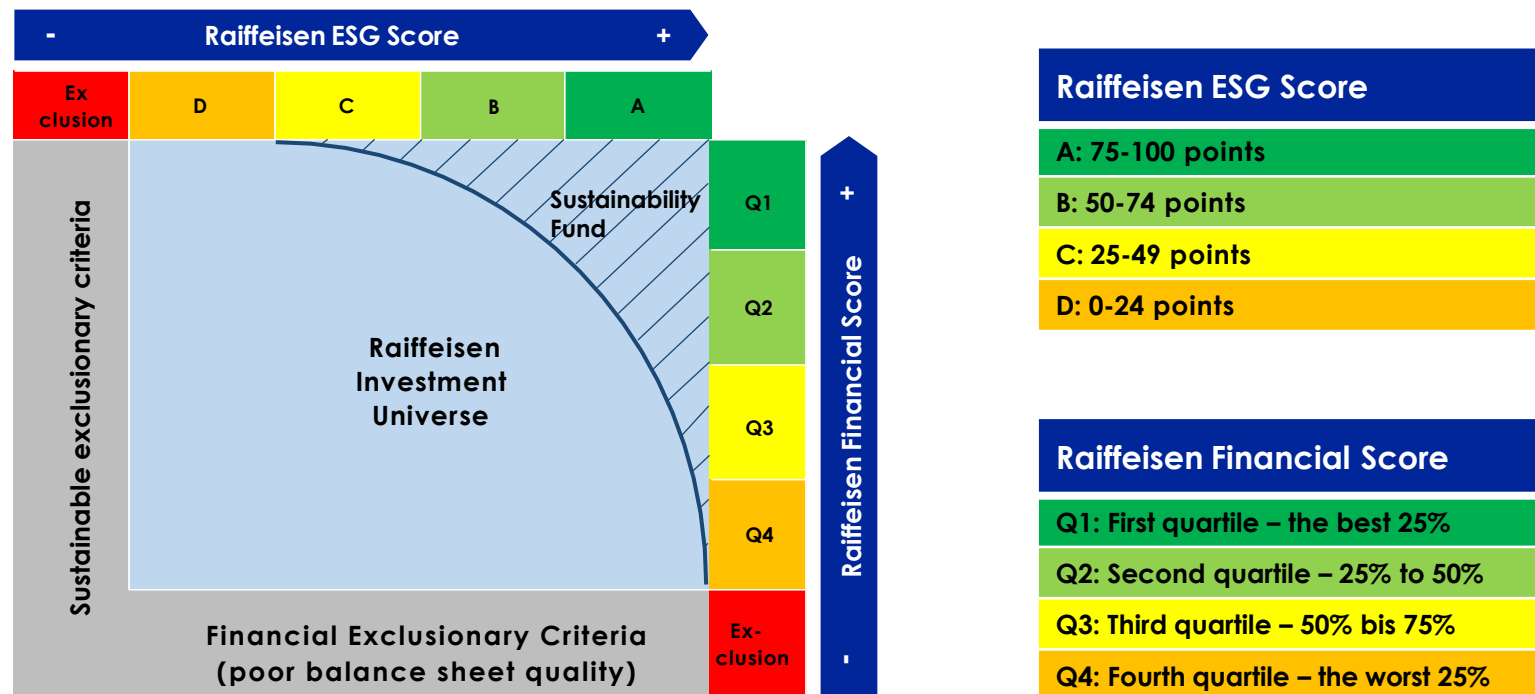 - Raiffeisen ESG Score +
Ex
clusion
D
C
B
A
Sustainable exclusionary criteria
Sustainability
Fund
Raiffeisen
Investment
Universe
Q1
Q2
Q3
Q4
Ex-
clusion
Financial Exclusionary Criteria
(poor balance sheet quality)
- Raiffeisen Financial Score +
Raiffeisen ESG Score
A: 75-100 points
B: 50-74 points
C: 25-49 points
D: 0-24 points
Raiffeisen Financial Score
Q1: First quartile – the best 25%
Q2: Second quartile – 25% to 50%
Q3: Third quartile – 50% bis 75%
Q4: Fourth quartile – the worst 25%